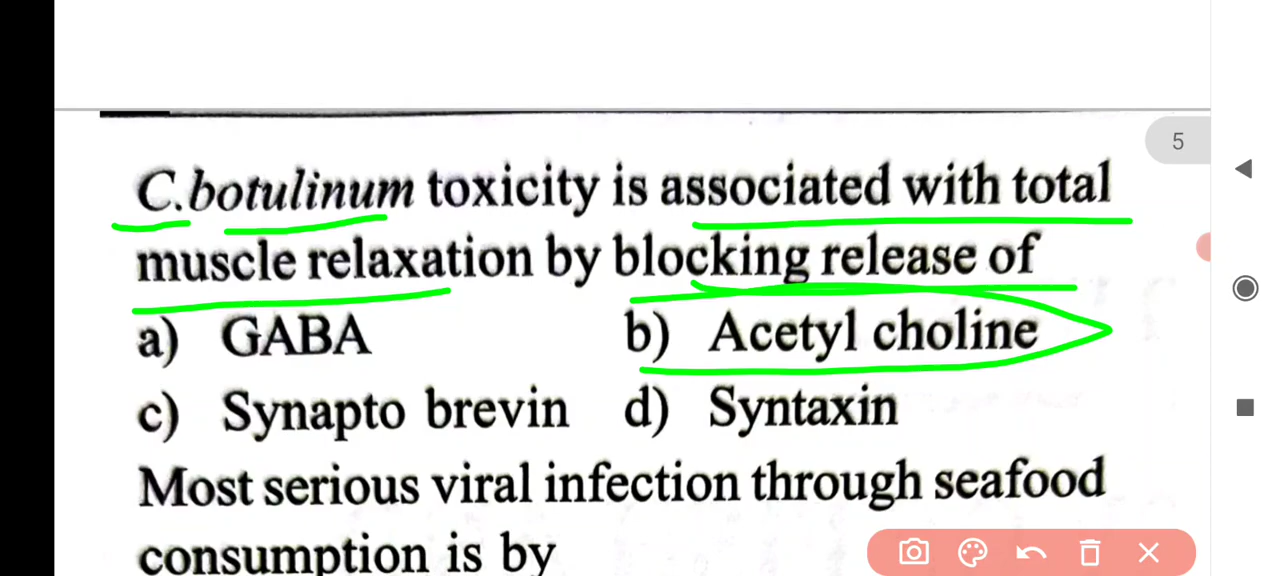 5
C.botulinum toxicity is associated with total
muscle relaxation by blocking release of
a) GABA b) Acetyl choline
c) Synapto brevin d) Syntaxin
Most serious viral infection through seafood
consumption is by